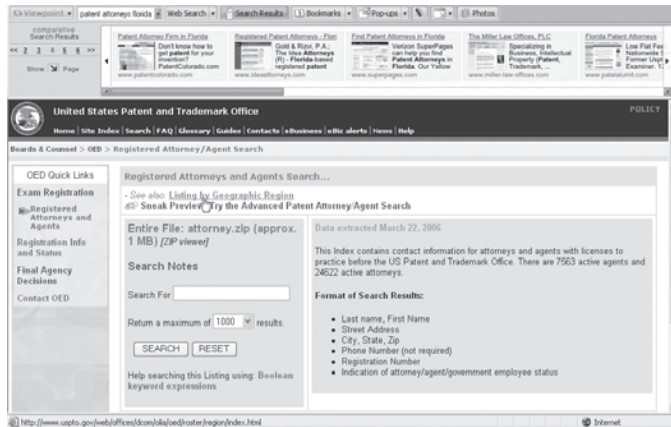 Viewpoint patent attorneys florida Web Search Search Results Bookmarks Pop-ups Photos
comparative
Search Results
<< 2 3 4 5 6 >>
Show Page
Patent Attorney Firm in Florida
Don't know how to
get patent for your
invention?
PatentColorado.com
www.patentcolorado.com
Registered Patent Attorneys - Flori
Gold & Rizvi, P.A.;
The Idea Attorneys
(R) - Florida-based
registered patent
www.ideaattorneys.com
Find Patent Attorneys in Florida
Verizon SuperPages
can help you find
Patent Attorneys in
Florida. Our Yellow
www.superpages.com
The Miller Law Offices, PLC
Specializing in
Business, Intellectual
Property (Patent,
Trademark, ...
www.miller-law-offices.com
Florida Patent Attorneys
Low Flat Fee
Nationwide S
Former Uspt
Examiner, 1
www.patelalumit.com
United States Patent and Trademark Office
POLICY
Home | Site Index | Search | FAQ | Glossary | Guides | Contacts | eBusiness | eBiz alerts | News | Help
Boards & Counsel > OED > Registered Attorney/Agent Search
OED Quick Links
Exam Registration
Registered
Attorneys and
Agents
Registration Info
and Status
Final Agency
Decisions
Contact OED
Registered Attorneys and Agents Search...
- See also: Listing by Geographic Region
Sneak Preview Try the Advanced Patent Attorney/Agent Search
Entire File: attorney.zip (approx.
1 MB) [ZIP viewer]
Search Notes
Search For
Return a maximum of 1000 results.
SEARCH RESET
Help searching this Listing using: Boolean
keyword expressions
Data extracted March 22, 2006
This Index contains contact information for attorneys and agents with licenses to
practice before the US Patent and Trademark Office. There are 7563 active agents and
24622 active attorneys.
Format of Search Results:
• Last name, First Name
• Street Address
• City, State, Zip
• Phone Number (not required)
• Registration Number
• Indication of attorney/agent/government employee status
http://www.uspto.gov/web/offices/dcom/olia/oed/roster/region/index.html
Internet